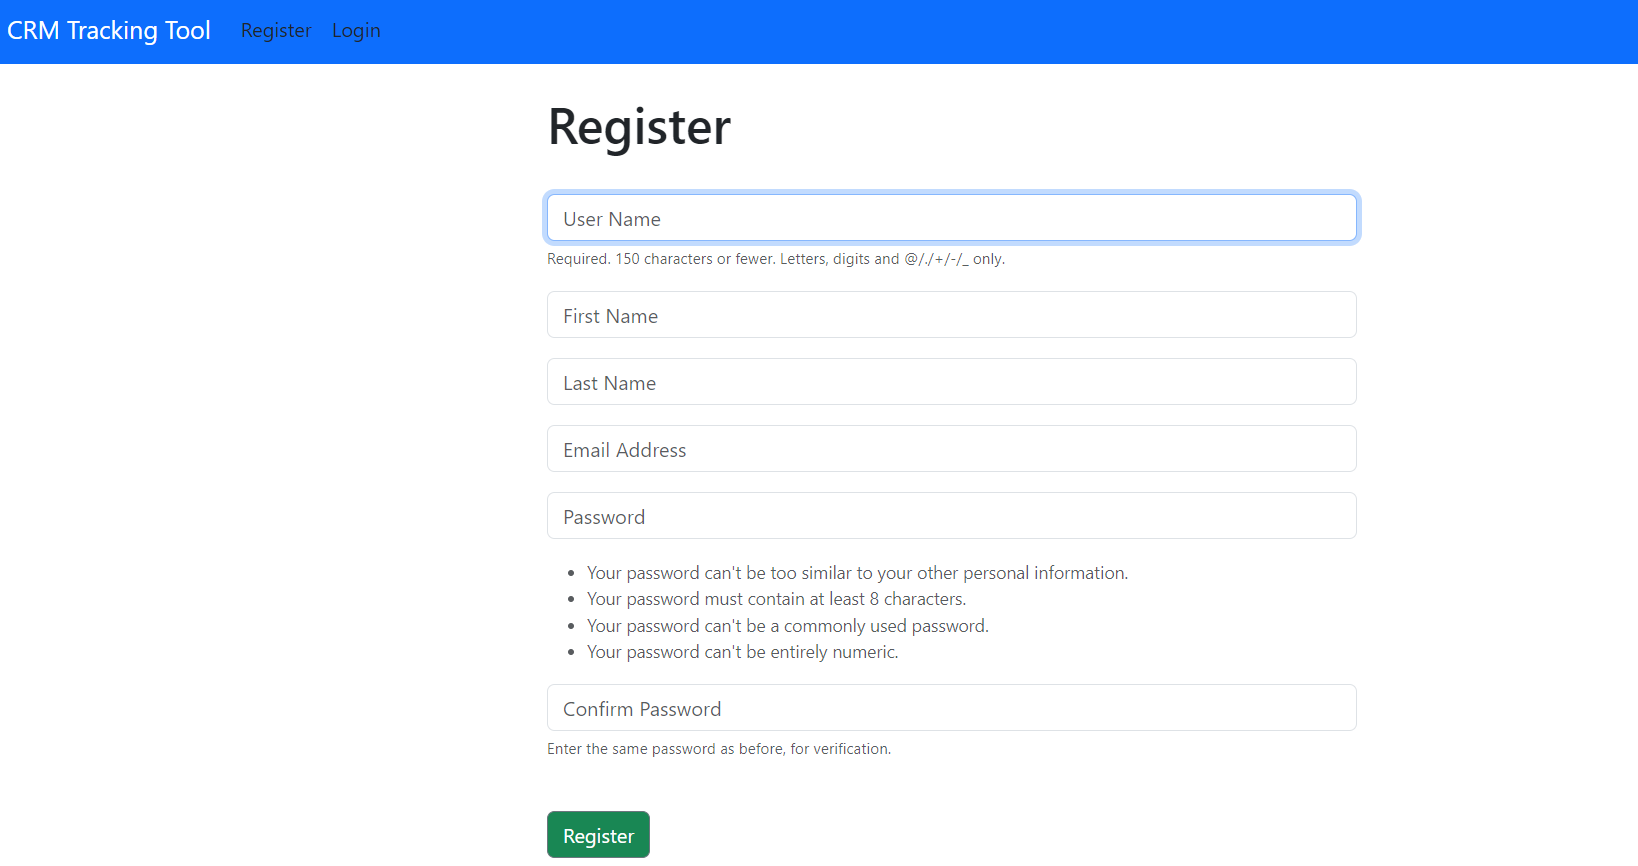 CRM Tracking Tool Register Login
Register
User Name
Required. 150 characters or fewer. Letters, digits and @/./+/-/_ only.
First Name
Last Name
Email Address
Password
• Your password can't be too similar to your other personal information.
• Your password must contain at least 8 characters.
• Your password can't be a commonly used password.
• Your password can't be entirely numeric.
Confirm Password
Enter the same password as before, for verification.
Register